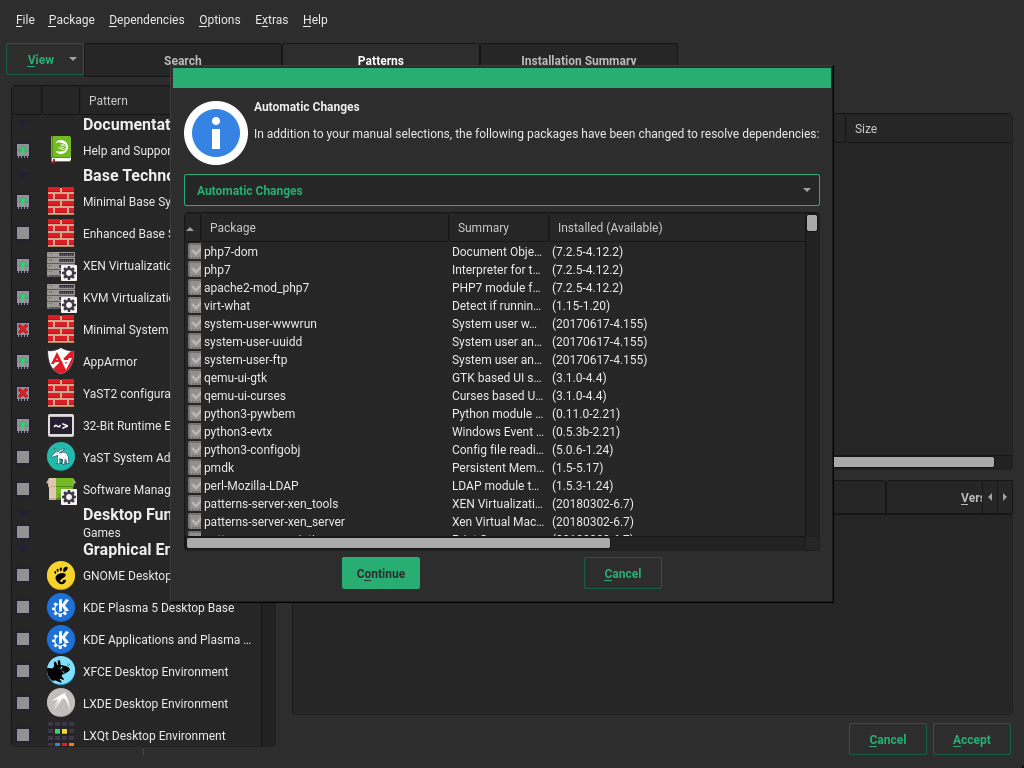 File Package Dependencies Options Extras Help
View Search Patterns Installation Summary
Pattern
Documentat
Help and Suppor
Base Techno
Minimal Base Sy
Enhanced Base
XEN Virtualizatio
KVM Virtualizati
Minimal System
AppArmor
YaST2 configura
32-Bit Runtime E
YaST System Ad
Software Manag
Desktop Fun
Games
Graphical En
GNOME Desktop
KDE Plasma 5 Desktop Base
KDE Applications and Plasma ...
XFCE Desktop Environment
LXDE Desktop Environment
LXQt Desktop Environment
Size
Vers
Automatic Changes
In addition to your manual selections, the following packages have been changed to resolve dependencies:
Automatic Changes
Package Summary Installed (Available)
php7-dom Document Obje... (7.2.5-4.12.2)
php7 Interpreter for t... (7.2.5-4.12.2)
apache2-mod_php7 PHP7 module f... (7.2.5-4.12.2)
virt-what Detect if runnin... (1.15-1.20)
system-user-wwwrun System user w... (20170617-4.155)
system-user-uuidd System user an... (20170617-4.155)
system-user-ftp System user an... (20170617-4.155)
qemu-ui-gtk GTK based UI s... (3.1.0-4.4)
qemu-ui-curses Curses based U... (3.1.0-4.4)
python3-pywbem Python module ... (0.11.0-2.21)
python3-evtx Windows Event ... (0.5.3b-2.21)
python3-configobj Config file readi... (5.0.6-1.24)
pmdk Persistent Mem... (1.5-5.17)
perl-Mozilla-LDAP LDAP module t... (1.5.3-1.24)
patterns-server-xen_tools XEN Virtualizati... (20180302-6.7)
patterns-server-xen_server Xen Virtual Mac... (20180302-6.7)
Continue Cancel
Cancel Accept